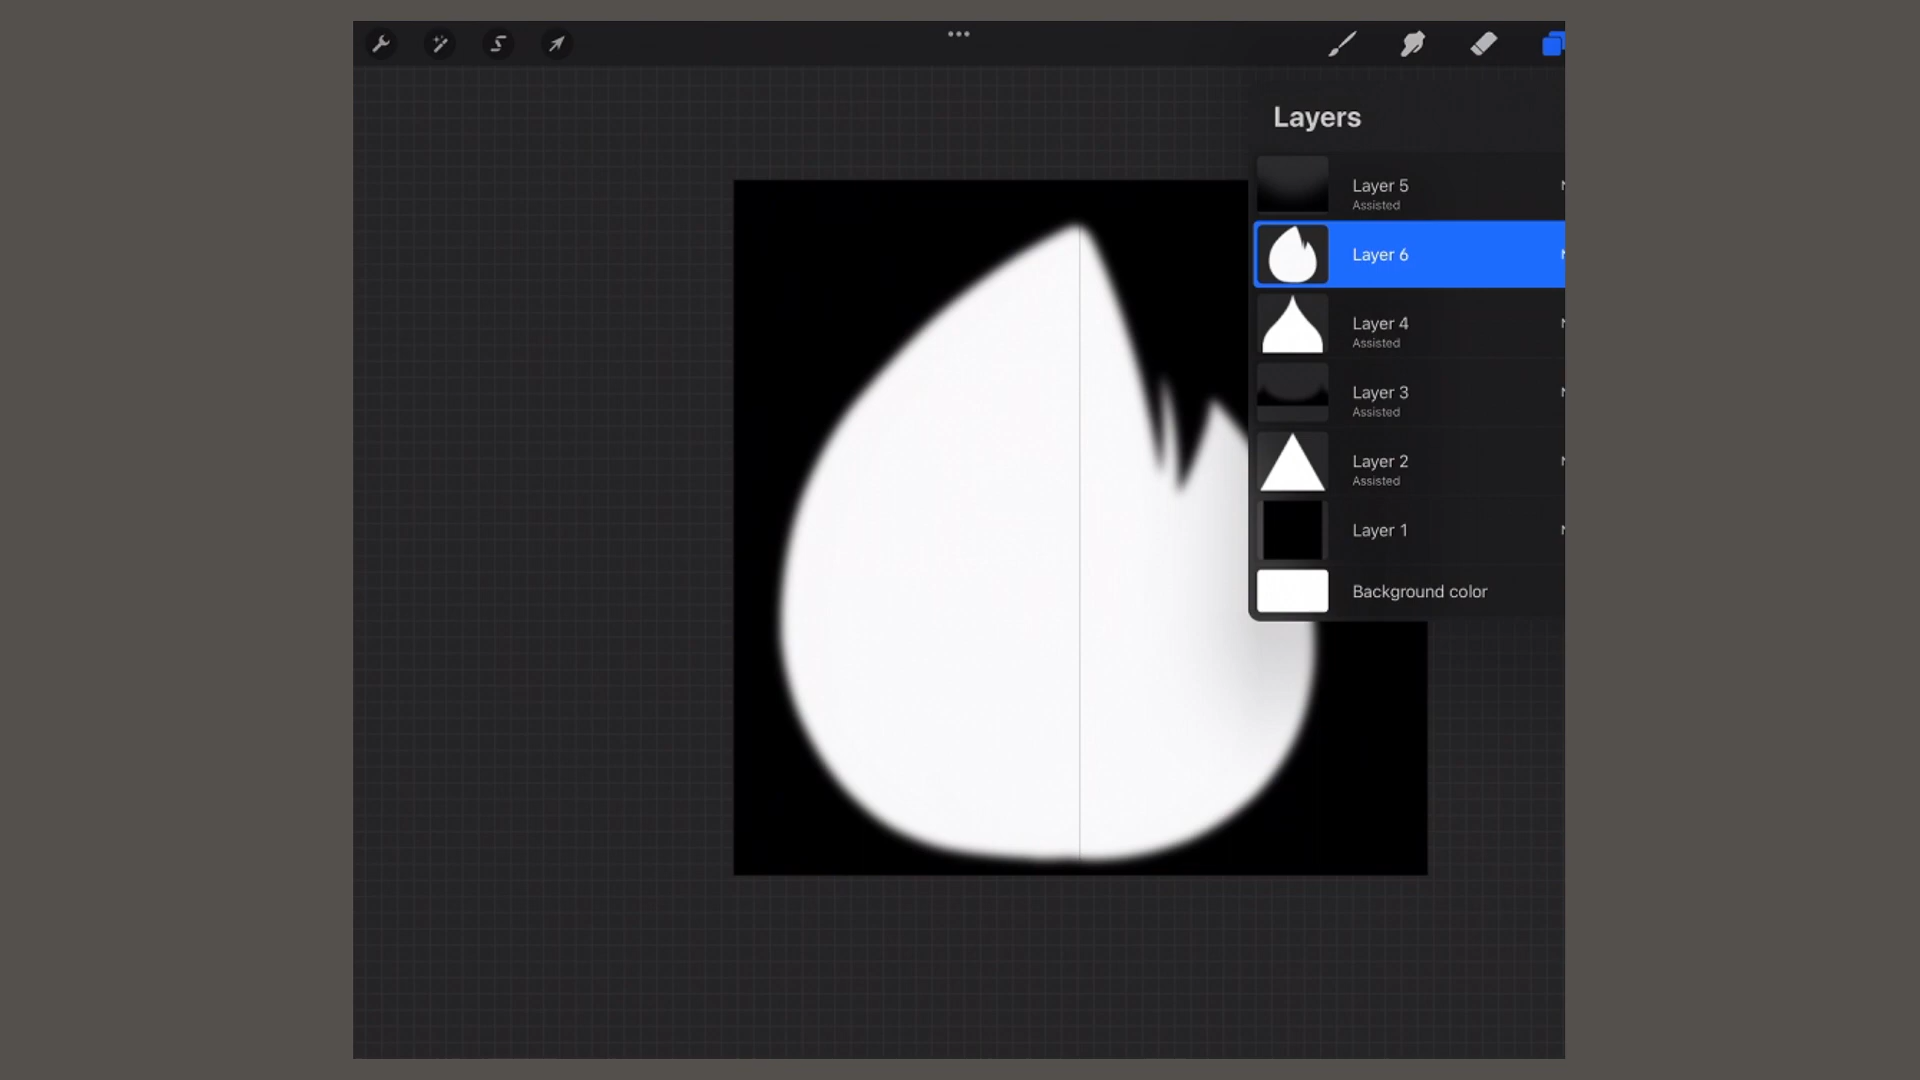 Layers
Layer 5
Assisted
Layer 6
Layer 4
Assisted
Layer 3
Assisted
Layer 2
Assisted
Layer 1
Background color